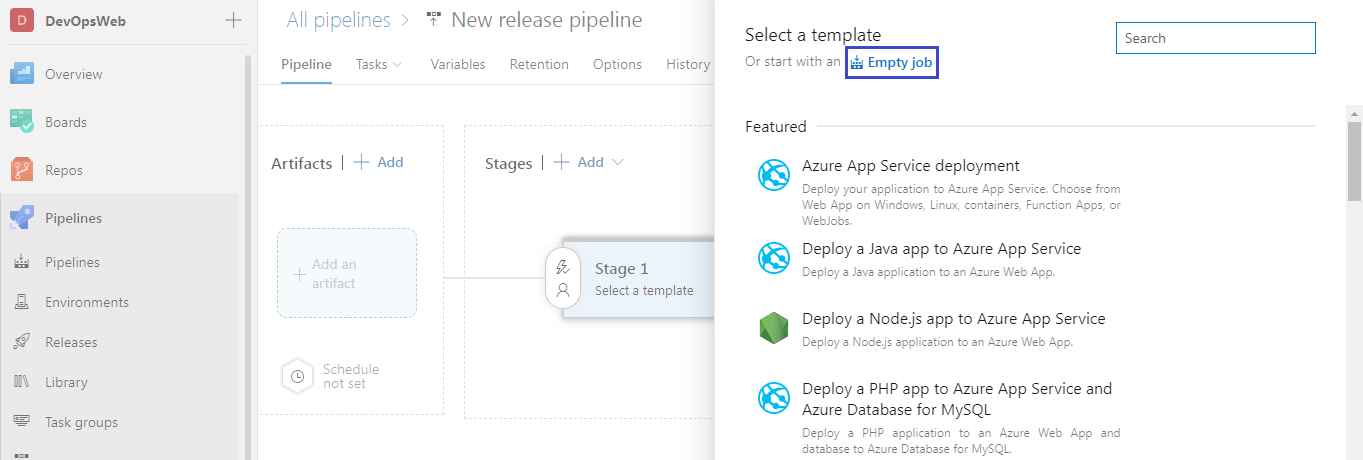 D DevOpsWeb
Overview
Boards
Repos
Pipelines
Pipelines
Environments
Releases
Library
Task groups
All pipelines > New release pipeline
Pipeline Tasks Variables Retention Options History
Artifacts | + Add
Add an
artifact
Schedule
not set
Stages | + Add
Stage 1
Select a template
Select a template
Or start with an Empty job
Search
Featured
Azure App Service deployment
Deploy your application to Azure App Service. Choose from
Web App on Windows, Linux, containers, Function Apps, or
WebJobs.
Deploy a Java app to Azure App Service
Deploy a Java application to an Azure Web App.
Deploy a Node.js app to Azure App Service
Deploy a Node.js application to an Azure Web App.
Deploy a PHP app to Azure App Service and
Azure Database for MySQL
Deploy a PHP application to an Azure Web App and
database to Azure Database for MySQL.